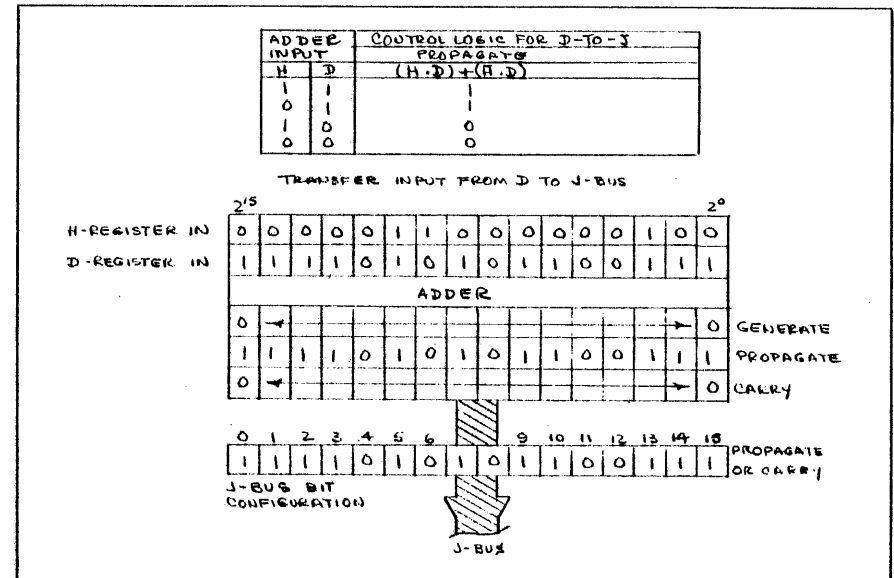 ADDER INPUT
CONTROL LOGIC FOR D-TO-J PROPAGATE
H D (H·D)+(H̄·D)
1 1 1
0 1 1
1 0 0
0 0 0
TRANSFER INPUT FROM D TO J-BUS
2¹⁵ 2⁰
H-REGISTER IN 0 0 0 0 0 1 1 0 0 0 0 0 0 1 0 0
D-REGISTER IN 1 1 1 1 0 1 0 1 0 1 1 0 0 1 1 1
ADDER
0 0 GENERATE
1 1 1 1 0 1 0 1 0 1 1 0 0 1 1 1 PROPAGATE
0 0 CARRY
0 1 2 3 4 5 6 9 10 11 12 13 14 15
1 1 1 1 0 1 0 1 0 1 1 0 0 1 1 1 PROPAGATE OR CARRY
J-BUS BIT CONFIGURATION
J-BUS